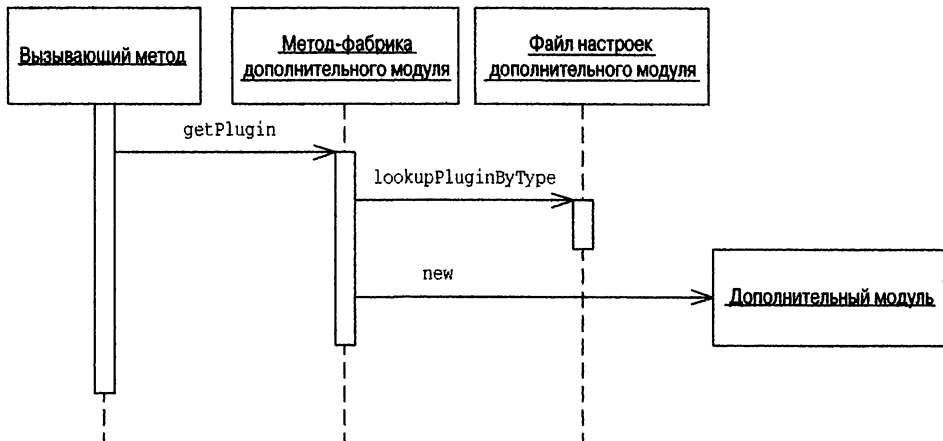 Вызывающий метод
Метод-фабрика
дополнительного модуля
Файл настроек
дополнительного модуля
getPlugin
lookupPluginByType
new
Дополнительный модуль